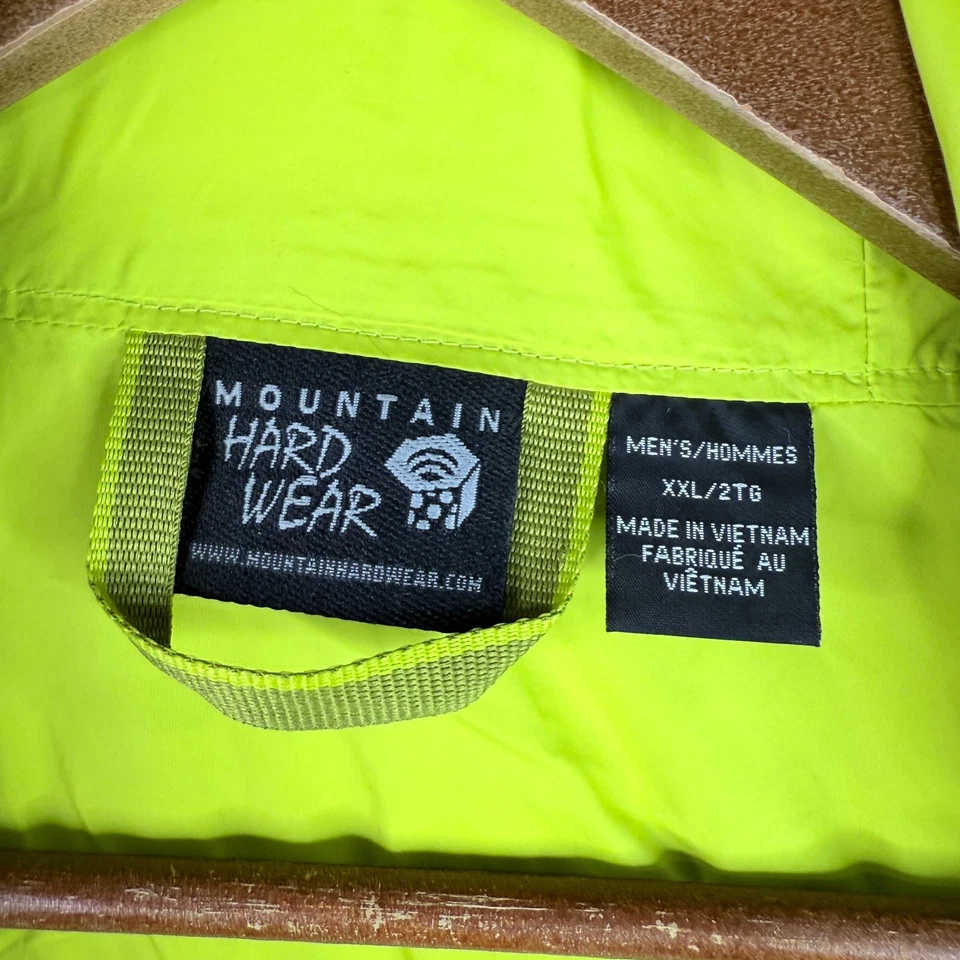 MOUNTAIN
HARD
WEAR
WWW.MOUNTAINHARDWEAR.COM
MEN'S/HOMMES
XXL/2TG
MADE IN VIETNAM
FABRIQUÉ AU
VIÊTNAM